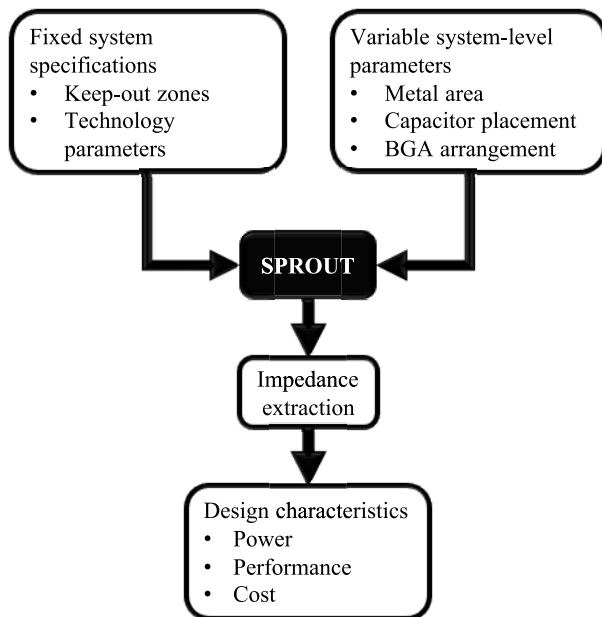 Fixed system
specifications
• Keep-out zones
• Technology
parameters
Variable system-level
parameters
• Metal area
• Capacitor placement
• BGA arrangement
SPROUT
Impedance
extraction
Design characteristics
• Power
• Performance
• Cost